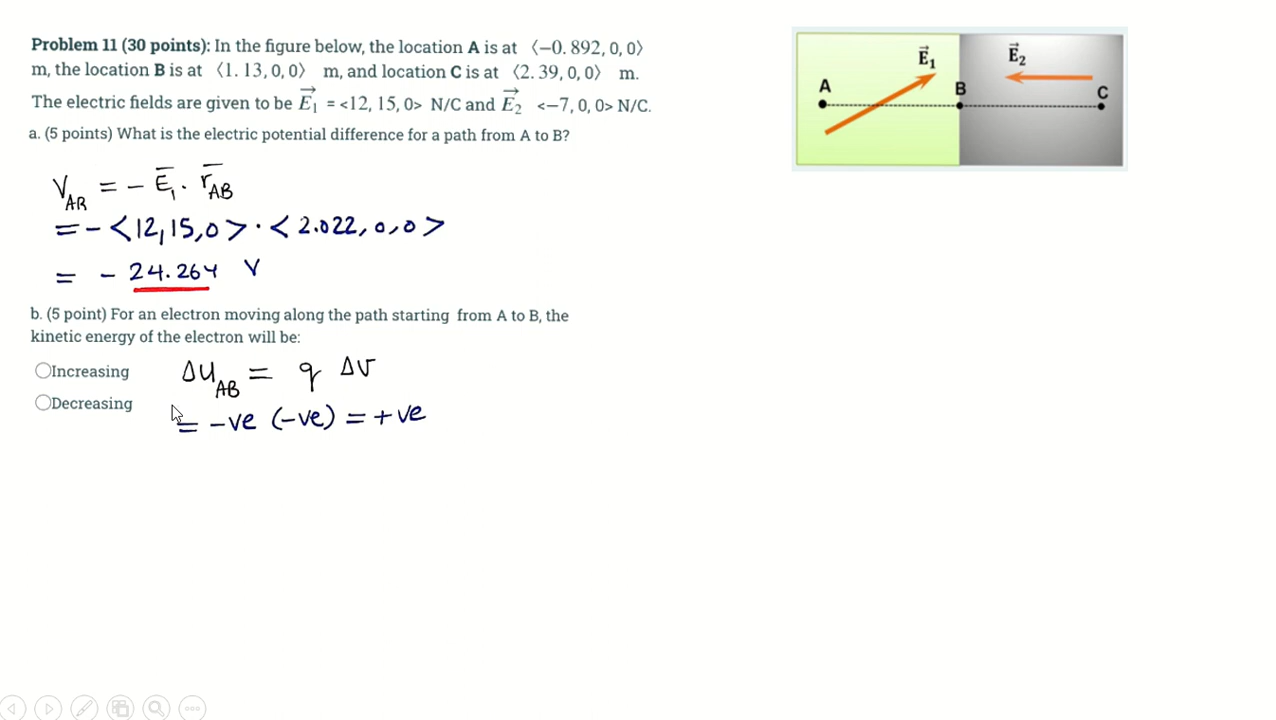 Problem 11 (30 points): In the figure below, the location A is at ⟨−0. 892, 0, 0⟩
m, the location B is at ⟨1. 13, 0, 0⟩ m, and location C is at ⟨2. 39, 0, 0⟩ m.
The electric fields are given to be E₁⃗ = <12, 15, 0> N/C and E₂⃗ <−7, 0, 0> N/C.
a. (5 points) What is the electric potential difference for a path from A to B?
V_AB = − E̅₁ · r̅_AB
= − <12,15,0> · <2.022,0,0>
= − 24.264 V
b. (5 point) For an electron moving along the path starting from A to B, the
kinetic energy of the electron will be:
Increasing
Decreasing
ΔU_AB = q ΔV
= −ve (−ve) = +ve
A
E⃗₁
B
E⃗₂
C